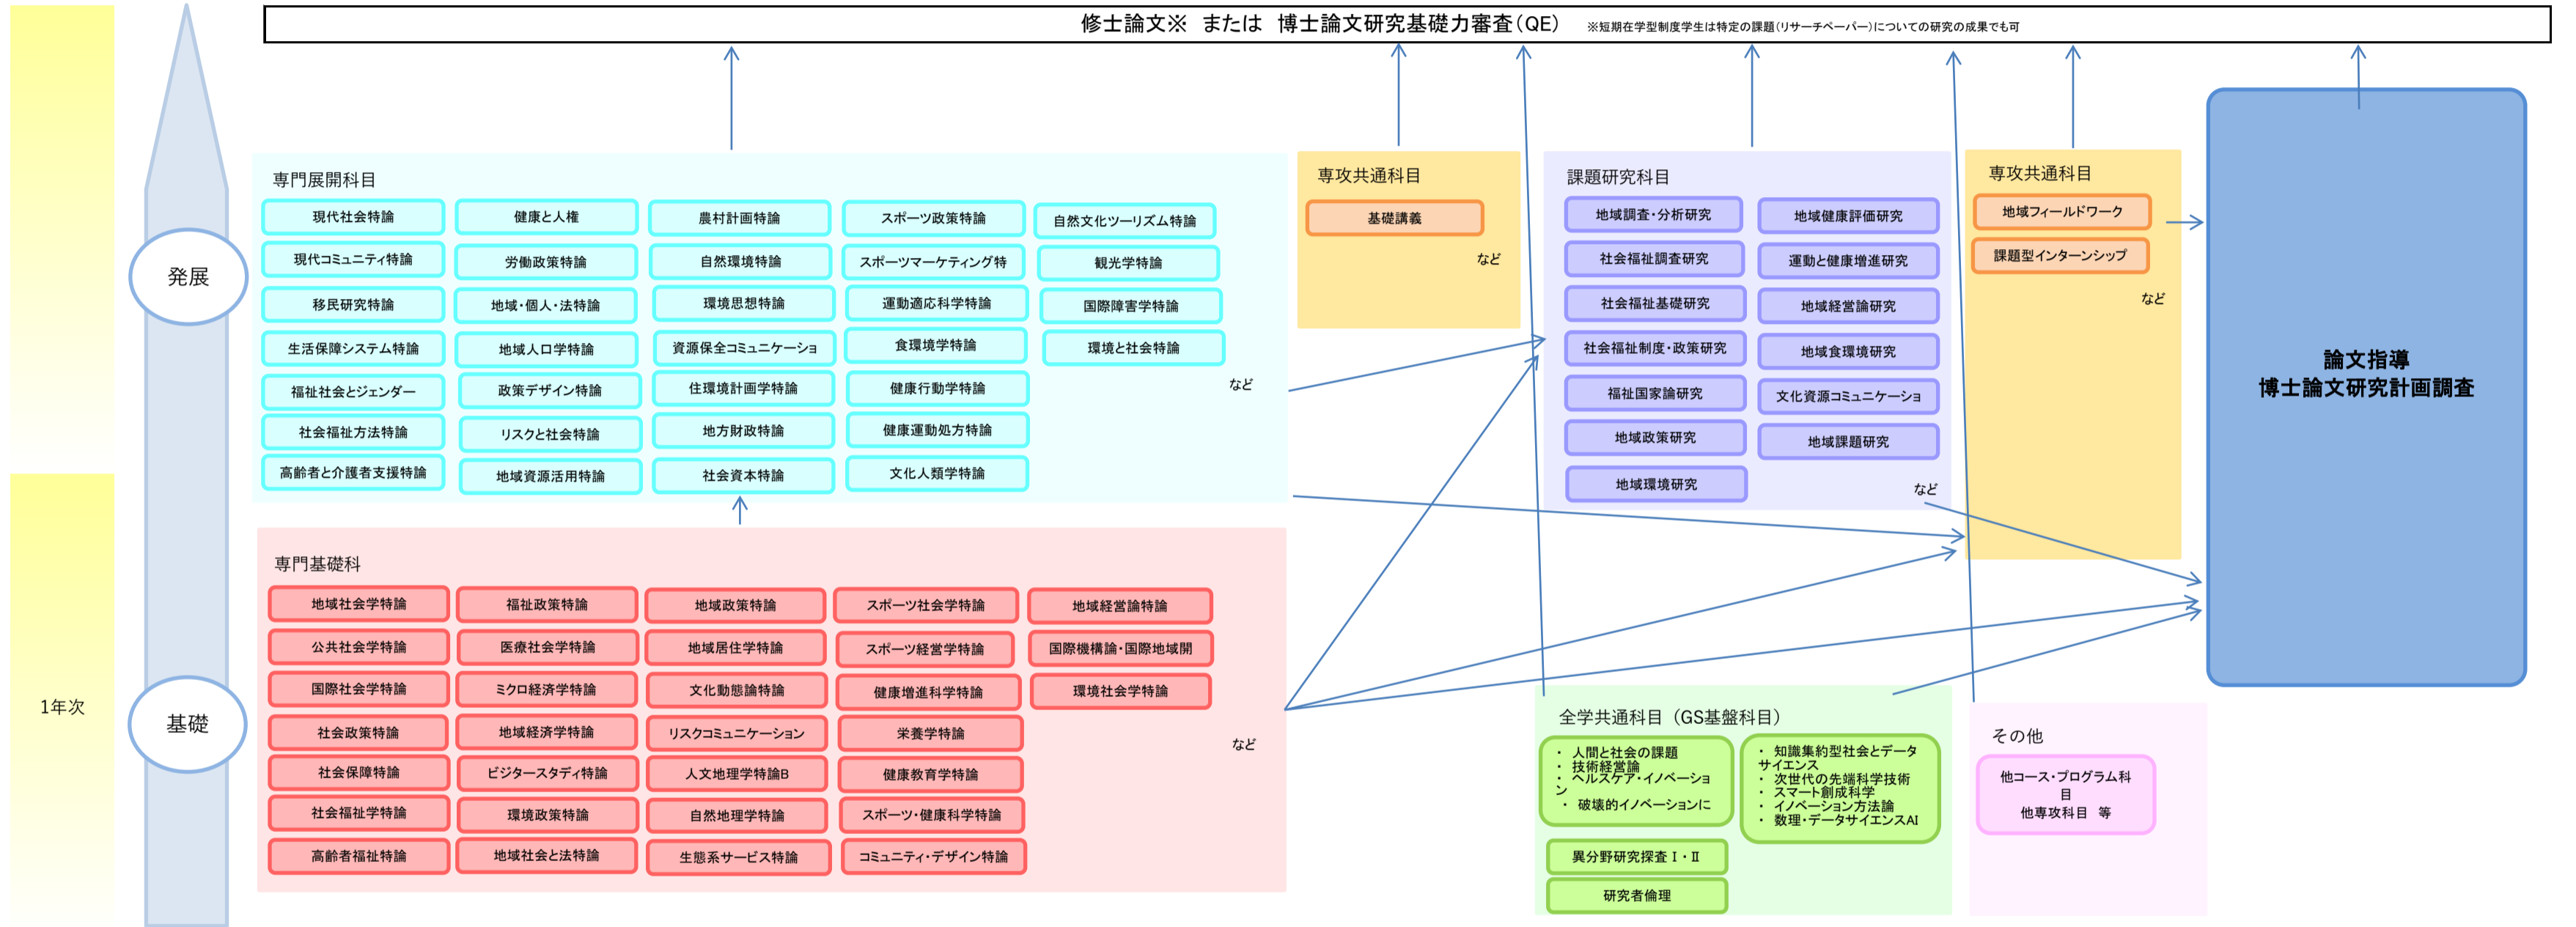 修士論文※　または　博士論文研究基礎力審査（QE）　※短期在学型制度学生は特定の課題（リサーチペーパー）についての研究の成果でも可
発展
専門展開科目
現代社会特論
現代コミュニティ特論
移民研究特論
生活保障システム特論
福祉社会とジェンダー
社会福祉方法特論
高齢者と介護者支援特論
健康と人権
労働政策特論
地域・個人・法特論
地域人口学特論
政策デザイン特論
リスクと社会特論
地域資源活用特論
農村計画特論
自然環境特論
環境思想特論
資源保全コミュニケーショ
住環境計画学特論
地方財政特論
社会資本特論
スポーツ政策特論
スポーツマーケティング特
運動適応科学特論
食環境学特論
健康行動学特論
健康運動処方特論
文化人類学特論
自然文化ツーリズム特論
観光学特論
国際障害学特論
環境と社会特論
など
専攻共通科目
基礎講義
など
課題研究科目
地域調査・分析研究
社会福祉調査研究
社会福祉基礎研究
社会福祉制度・政策研究
福祉国家論研究
地域政策研究
地域環境研究
地域健康評価研究
運動と健康増進研究
地域経営論研究
地域食環境研究
文化資源コミュニケーショ
地域課題研究
など
専攻共通科目
地域フィールドワーク
課題型インターンシップ
など
論文指導
博士論文研究計画調査
1年次
基礎
専門基礎科
地域社会学特論
公共社会学特論
国際社会学特論
社会政策特論
社会保障特論
社会福祉学特論
高齢者福祉特論
福祉政策特論
医療社会学特論
ミクロ経済学特論
地域経済学特論
ビジタースタディ特論
環境政策特論
地域社会と法特論
地域政策特論
地域居住学特論
文化動態論特論
リスクコミュニケーション
人文地理学特論B
自然地理学特論
生態系サービス特論
スポーツ社会学特論
スポーツ経営学特論
健康増進科学特論
栄養学特論
健康教育学特論
スポーツ・健康科学特論
コミュニティ・デザイン特論
地域経営論特論
国際機構論・国際地域開
環境社会学特論
など
全学共通科目（GS基盤科目）
・ 人間と社会の課題
・ 技術経営論
・ ヘルスケア・イノベーショ
ン
・ 破壊的イノベーションに
・ 知識集約型社会とデータ
サイエンス
・ 次世代の先端科学技術
・ スマート創成科学
・ イノベーション方法論
・ 数理・データサイエンスAI
異分野研究探査Ⅰ・Ⅱ
研究者倫理
その他
他コース・プログラム科
目
他専攻科目　等